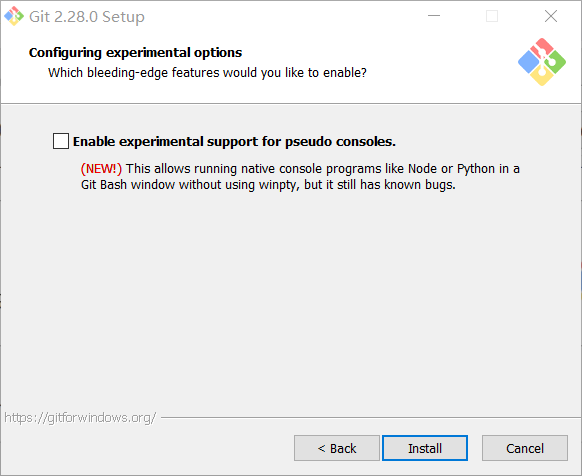 Git 2.28.0 Setup
Configuring experimental options
Which bleeding-edge features would you like to enable?
Enable experimental support for pseudo consoles.
(NEW!) This allows running native console programs like Node or Python in a
Git Bash window without using winpty, but it still has known bugs.
https://gitforwindows.org/
< Back
Install
Cancel